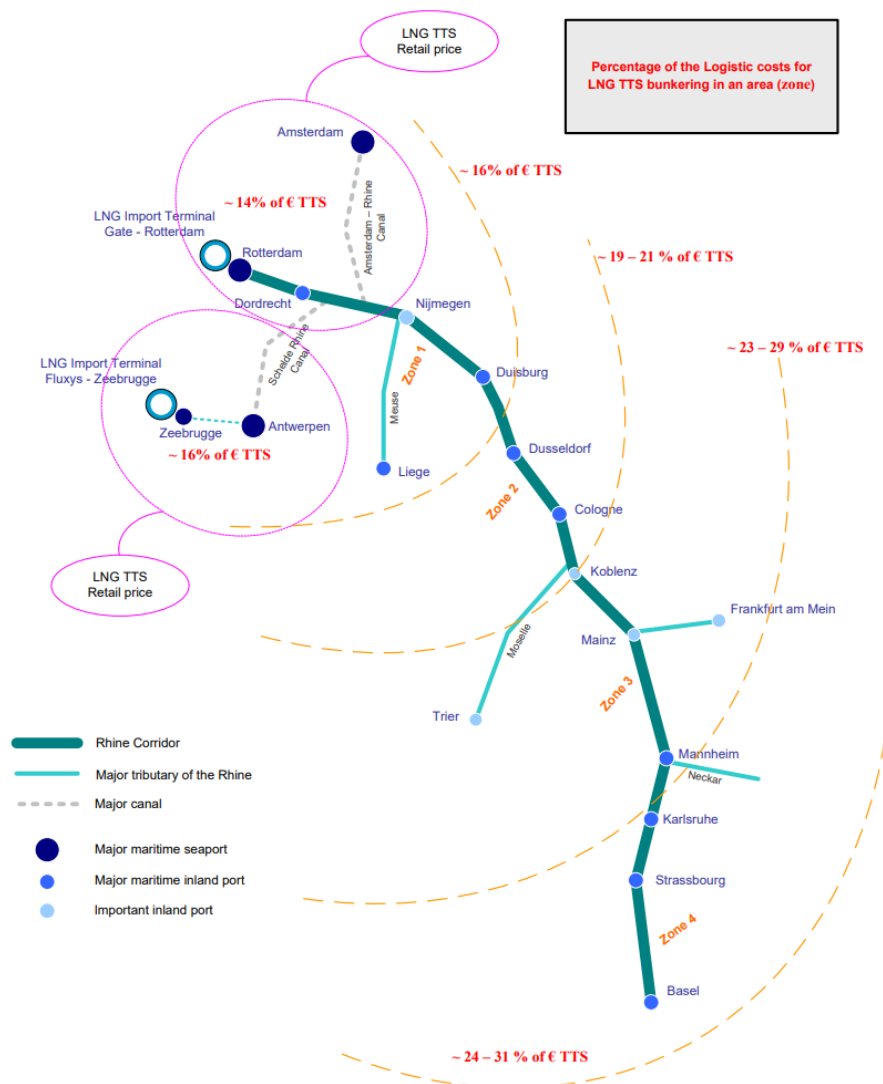 LNG TTS
Retail price
Percentage of the Logistic costs for
LNG TTS bunkering in an area (zone)
Amsterdam
~ 16% of € TTS
~ 14% of € TTS
Amsterdam – Rhine
Canal
LNG Import Terminal
Gate - Rotterdam
Rotterdam
~ 19 – 21 % of € TTS
Dordrecht
Nijmegen
Schelde Rhine
Canal
Zone 1
~ 23 – 29 % of € TTS
LNG Import Terminal
Fluxys - Zeebrugge
Duisburg
Meuse
Zeebrugge
Antwerpen
~ 16% of € TTS
Liege
Dusseldorf
Zone 2
Cologne
LNG TTS
Retail price
Koblenz
Frankfurt am Mein
Mainz
Moselle
Zone 3
Trier
Rhine Corridor
Major tributary of the Rhine
Major canal
Mannheim
Neckar
Karlsruhe
Major maritime seaport
Major maritime inland port
Important inland port
Strassbourg
Zone 4
Basel
~ 24 – 31 % of € TTS